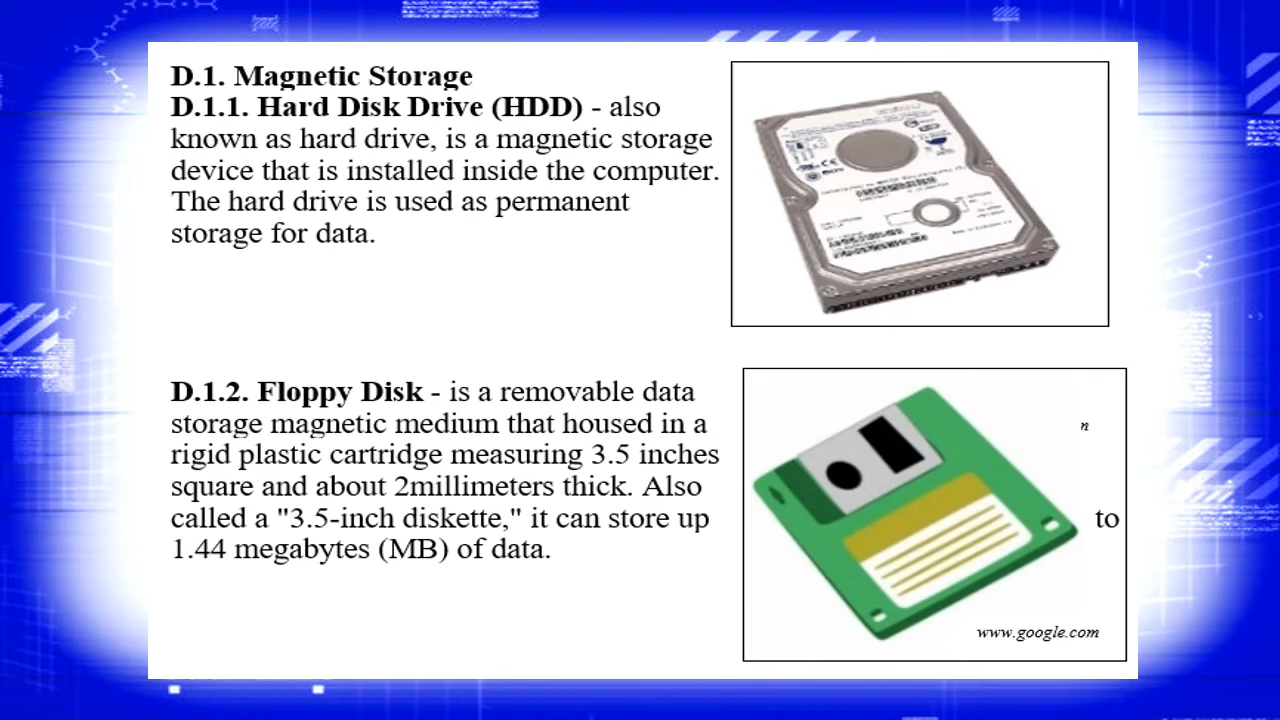 D.1. Magnetic Storage
D.1.1. Hard Disk Drive (HDD) - also
known as hard drive, is a magnetic storage
device that is installed inside the computer.
The hard drive is used as permanent
storage for data.
D.1.2. Floppy Disk - is a removable data
storage magnetic medium that housed in a
rigid plastic cartridge measuring 3.5 inches
square and about 2millimeters thick. Also
called a "3.5-inch diskette," it can store up to
1.44 megabytes (MB) of data.
n
www.google.com